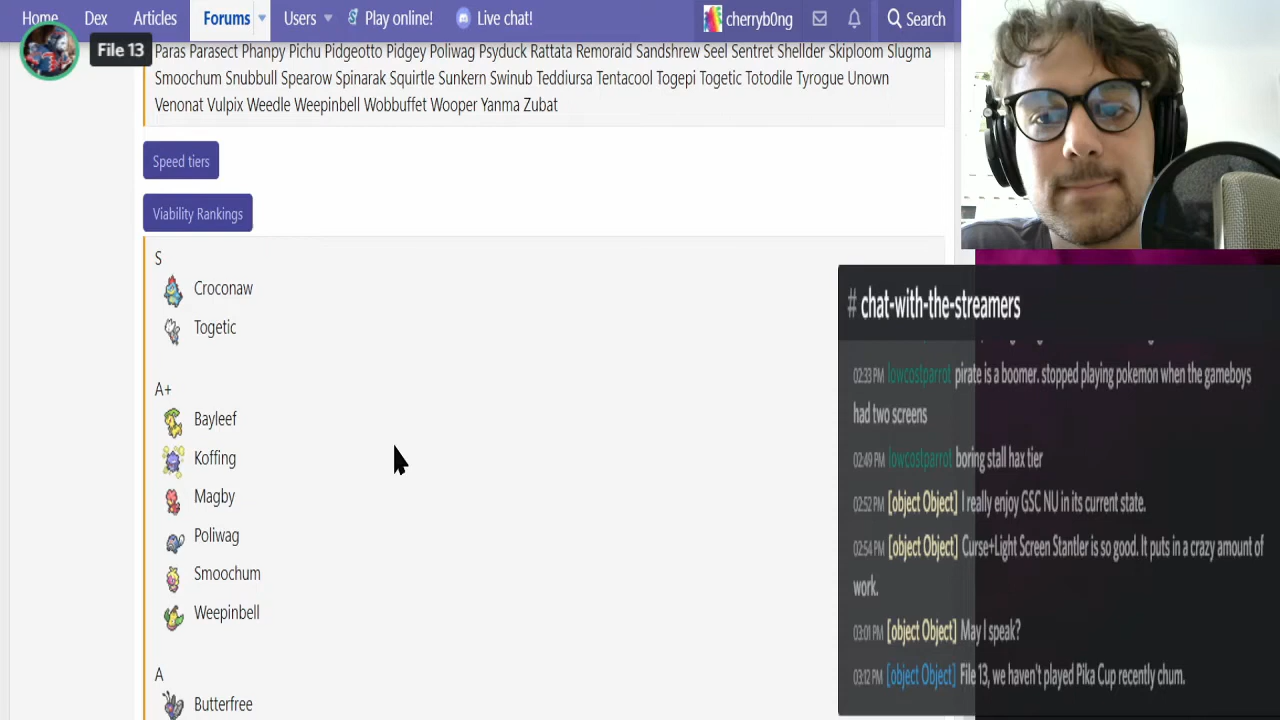 Home Dex Articles Forums Users Play online! Live chat! cherryb0ng Search
File 13
Paras Parasect Phanpy Pichu Pidgeotto Pidgey Poliwag Psyduck Rattata Remoraid Sandshrew Seel Sentret Shellder Skiploom Slugma
Smoochum Snubbull Spearow Spinarak Squirtle Sunkern Swinub Teddiursa Tentacool Togepi Togetic Totodile Tyrogue Unown
Venonat Vulpix Weedle Weepinbell Wobbuffet Wooper Yanma Zubat
Speed tiers
Viability Rankings
S
Croconaw
Togetic
A+
Bayleef
Koffing
Magby
Poliwag
Smoochum
Weepinbell
A
Butterfree
# chat-with-the-streamers
02:33 PM lowcostparrot pirate is a boomer. stopped playing pokemon when the gameboys
had two screens
02:49 PM lowcostparrot boring stall hax tier
02:52 PM [object Object] I really enjoy GSC NU in its current state.
02:54 PM [object Object] Curse+Light Screen Stantler is so good. It puts in a crazy amount of
work.
03:01 PM [object Object] May I speak?
03:12 PM [object Object] File 13, we haven't played Pika Cup recently chum.